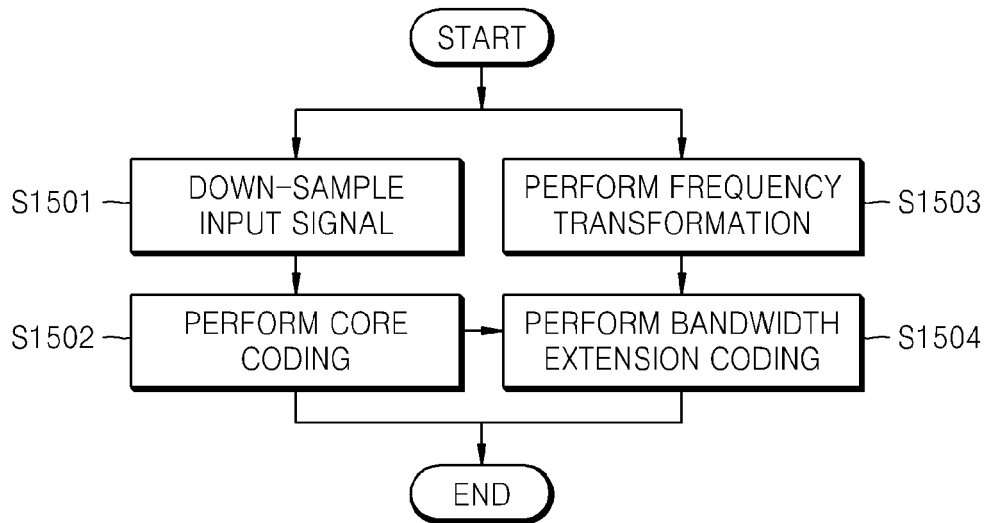 START
S1501
DOWN-SAMPLE
INPUT SIGNAL
PERFORM FREQUENCY
TRANSFORMATION
S1503
S1502
PERFORM CORE
CODING
PERFORM BANDWIDTH
EXTENSION CODING
S1504
END